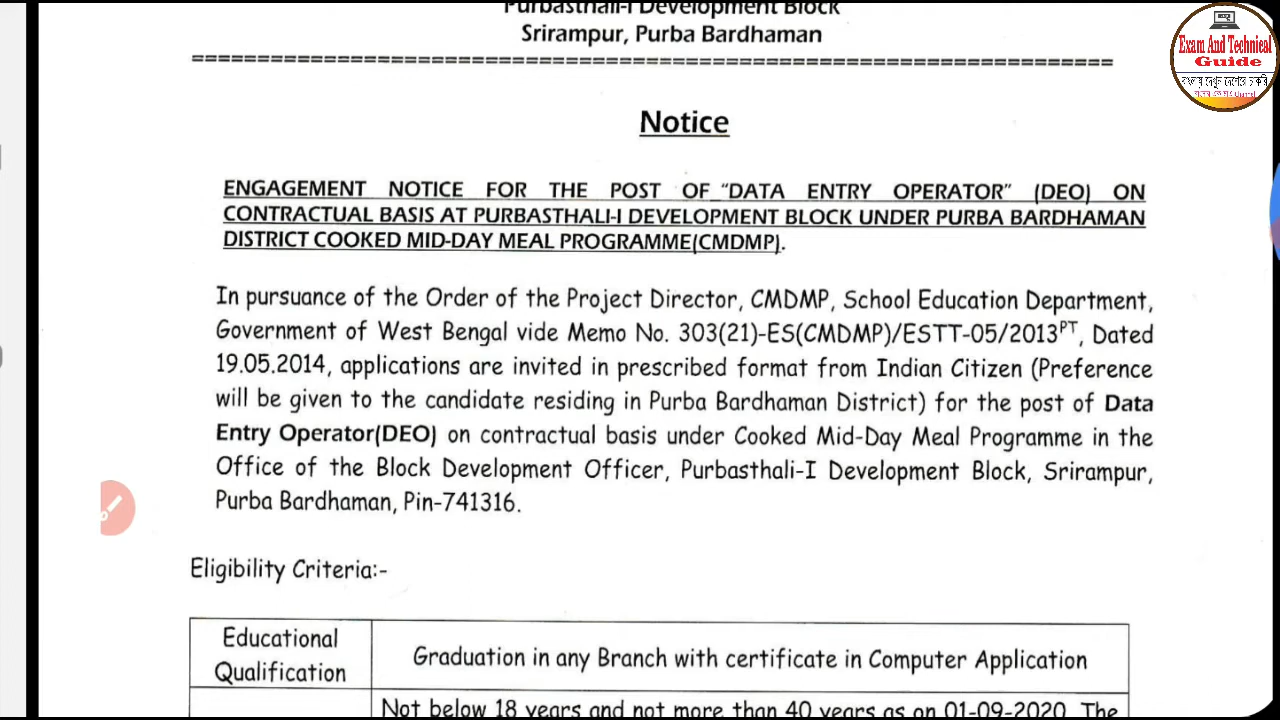 Purbasthali-I Development Block
Srirampur, Purba Bardhaman
Exam And Technical
Guide
Channel
Notice
ENGAGEMENT NOTICE FOR THE POST OF "DATA ENTRY OPERATOR" (DEO) ON
CONTRACTUAL BASIS AT PURBASTHALI-I DEVELOPMENT BLOCK UNDER PURBA BARDHAMAN
DISTRICT COOKED MID-DAY MEAL PROGRAMME(CMDMP).
In pursuance of the Order of the Project Director, CMDMP, School Education Department,
Government of West Bengal vide Memo No. 303(21)-ES(CMDMP)/ESTT-05/2013PT, Dated
19.05.2014, applications are invited in prescribed format from Indian Citizen (Preference
will be given to the candidate residing in Purba Bardhaman District) for the post of Data
Entry Operator(DEO) on contractual basis under Cooked Mid-Day Meal Programme in the
Office of the Block Development Officer, Purbasthali-I Development Block, Srirampur,
Purba Bardhaman, Pin-741316.
Eligibility Criteria:-
Educational
Qualification
Graduation in any Branch with certificate in Computer Application
Not below 18 years and not more than 40 years as on 01-09-2020. The